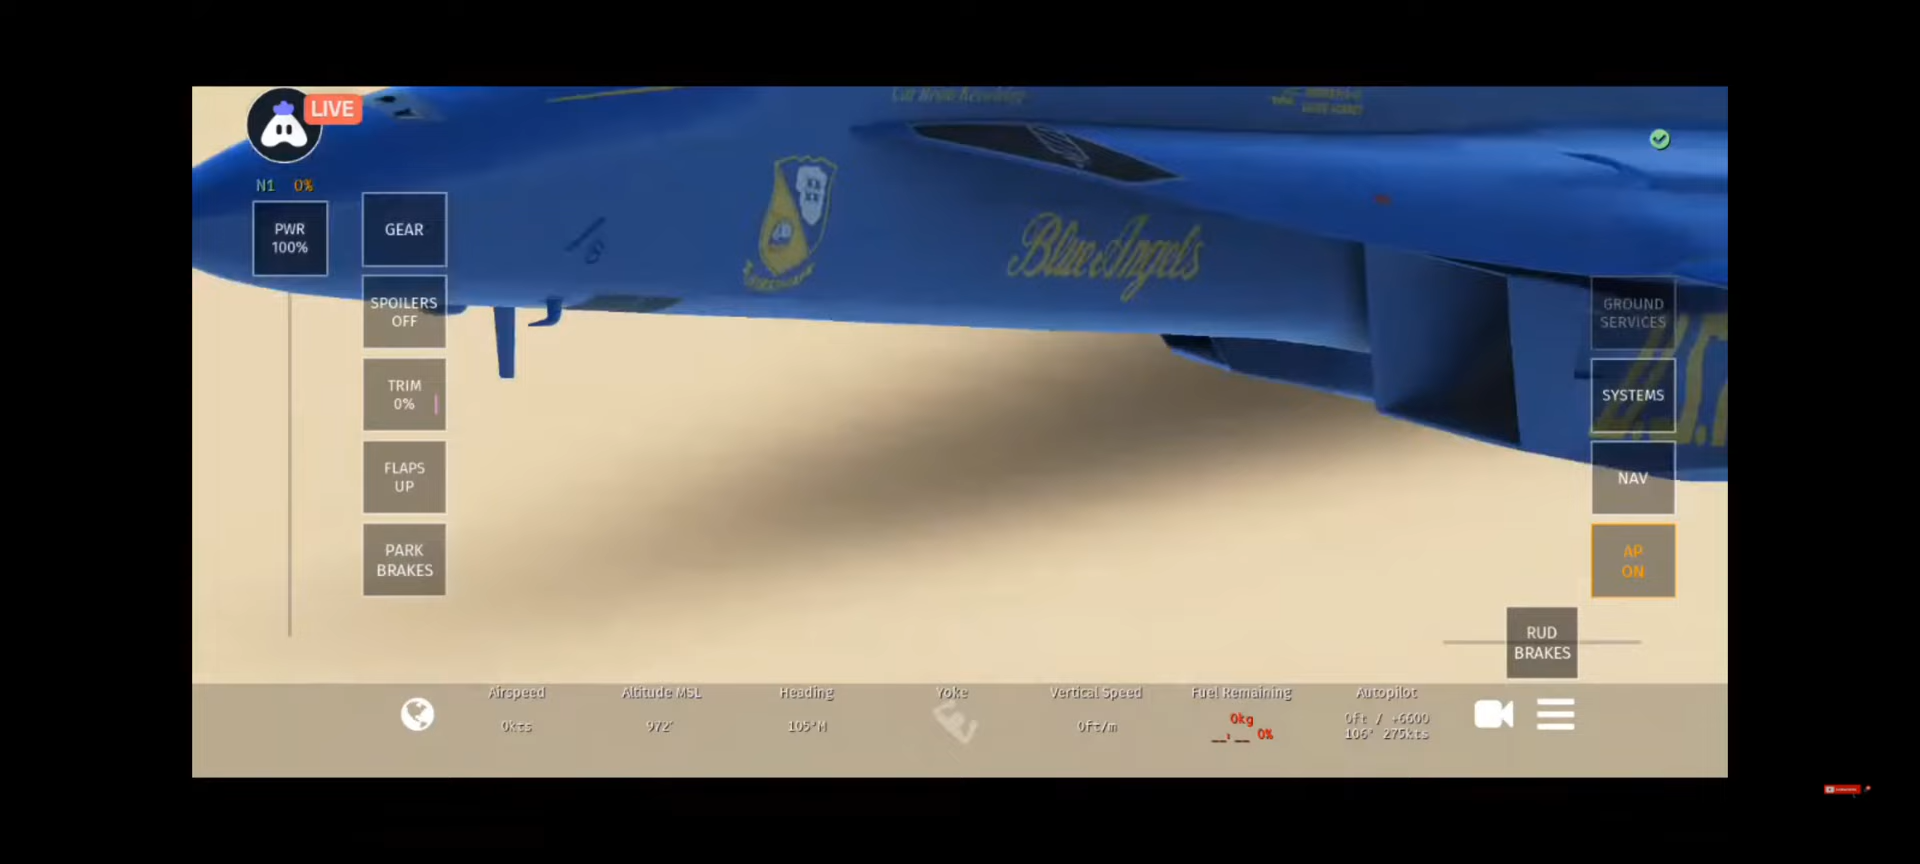 LIVE
N1 0%
PWR
100%
GEAR
SPOILERS
OFF
TRIM
0%
FLAPS
UP
PARK
BRAKES
Blue Angels
GROUND
SERVICES
SYSTEMS
NAV
AP
ON
RUD
BRAKES
Airspeed
0kts
Altitude MSL
972'
Heading
105°M
Yoke
Vertical Speed
0ft/m
Fuel Remaining
0kg
__:__ 0%
Autopilot
0ft / +6600
106° 275kts